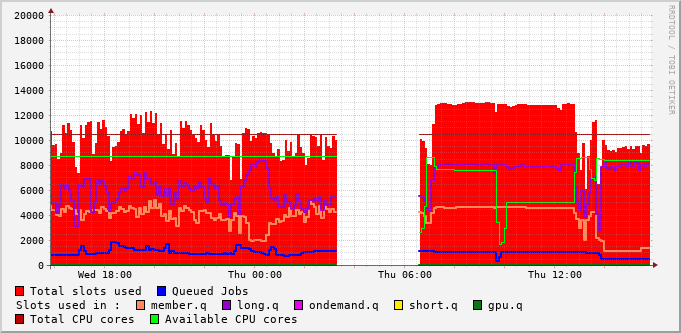 RRDTOOL / TOBI OETIKER
20000
18000
16000
14000
12000
10000
8000
6000
4000
2000
0
Wed 18:00 Thu 00:00 Thu 06:00 Thu 12:00
Total slots used Queued Jobs
Slots used in : member.q long.q ondemand.q short.q gpu.q
Total CPU cores Available CPU cores